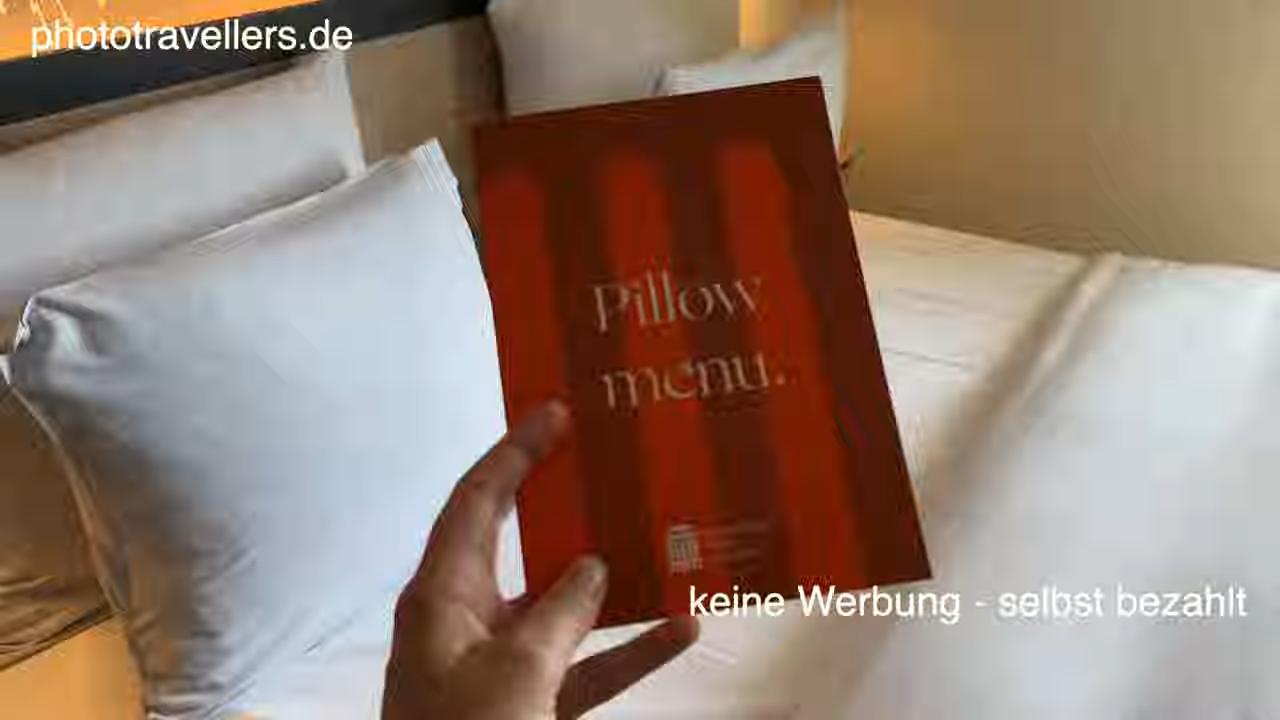 phototravellers.de
Pillow
menu.
keine Werbung - selbst bezahlt